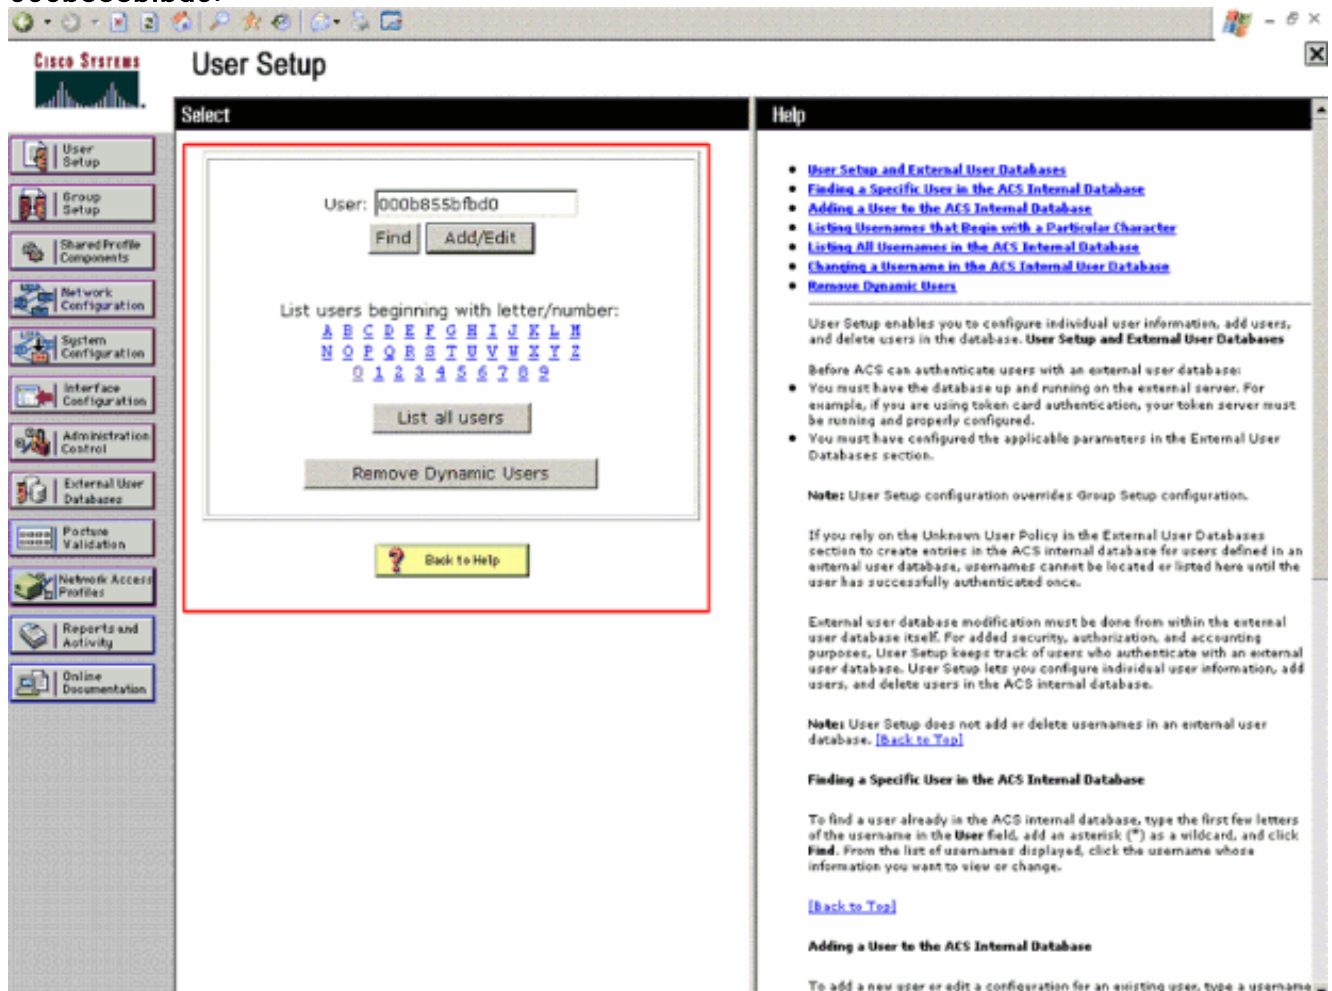 CISCO SYSTEMS
User Setup
User
Setup
Group
Setup
Shared Profile
Components
Network
Configuration
System
Configuration
Interface
Configuration
Administration
Control
External User
Databases
Posture
Validation
Network Access
Profiles
Reports and
Activity
Online
Documentation
Select
User: 000b855bfbd0
Find Add/Edit
List users beginning with letter/number:
A B C D E F G H I J K L M
N O P Q R S T U V W X Y Z
0 1 2 3 4 5 6 7 8 9
List all users
Remove Dynamic Users
Back to Help
Help
User Setup and External User Databases
Finding a Specific User in the ACS Internal Database
Adding a User to the ACS Internal Database
Listing Usernames that Begin with a Particular Character
Listing All Usernames in the ACS Internal Database
Changing a Username in the ACS Internal User Database
Remove Dynamic Users
User Setup enables you to configure individual user information, add users,
and delete users in the database. User Setup and External User Databases
Before ACS can authenticate users with an external user database:
You must have the database up and running on the external server. For
example, if you are using token card authentication, your token server must
be running and properly configured.
You must have configured the applicable parameters in the External User
Databases section.
Note: User Setup configuration overrides Group Setup configuration.
If you rely on the Unknown User Policy in the External User Databases
section to create entries in the ACS internal database for users defined in an
external user database, usernames cannot be located or listed here until the
user has successfully authenticated once.
External user database modification must be done from within the external
user database itself. For added security, authorization, and accounting
purposes, User Setup keeps track of users who authenticate with an external
user database. User Setup lets you configure individual user information, add
users, and delete users in the ACS internal database.
Note: User Setup does not add or delete usernames in an external user
database. [Back to Top]
Finding a Specific User in the ACS Internal Database
To find a user already in the ACS internal database, type the first few letters
of the username in the User field, add an asterisk (*) as a wildcard, and click
Find. From the list of usernames displayed, click the username whose
information you want to view or change.
[Back to Top]
Adding a User to the ACS Internal Database
To add a new user or edit a configuration for an existing user, type a username